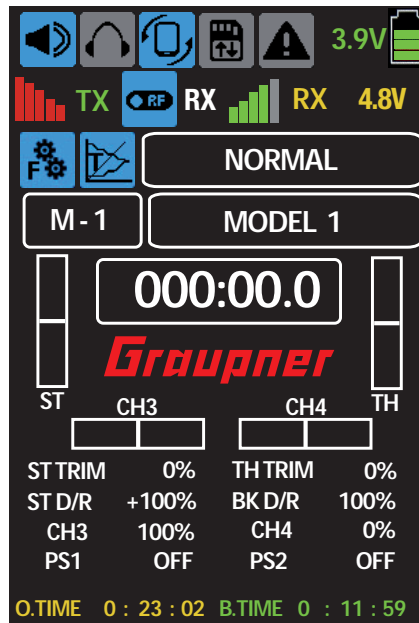 3.9V
TX RF RX RX 4.8V
F T NORMAL
M - 1 MODEL 1
000:00.0
Graupner
ST CH3 CH4 TH
ST TRIM 0% TH TRIM 0%
ST D/R +100% BK D/R 100%
CH3 100% CH4 0%
PS1 OFF PS2 OFF
O.TIME 0 : 23 : 02 B.TIME 0 : 11 : 59